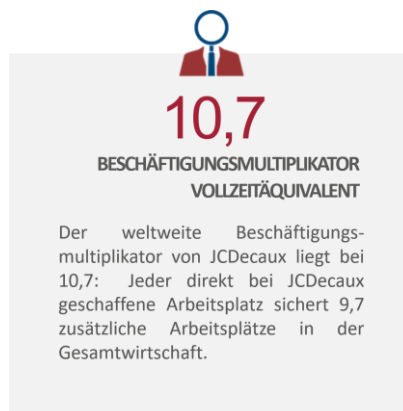 10,7
BESCHÄFTIGUNGSMULTIPLIKATOR
VOLLZEITÄQUIVALENT
Der weltweite Beschäftigungs-
multiplikator von JCDecaux liegt bei
10,7: Jeder direkt bei JCDecaux
geschaffene Arbeitsplatz sichert 9,7
zusätzliche Arbeitsplätze in der
Gesamtwirtschaft.